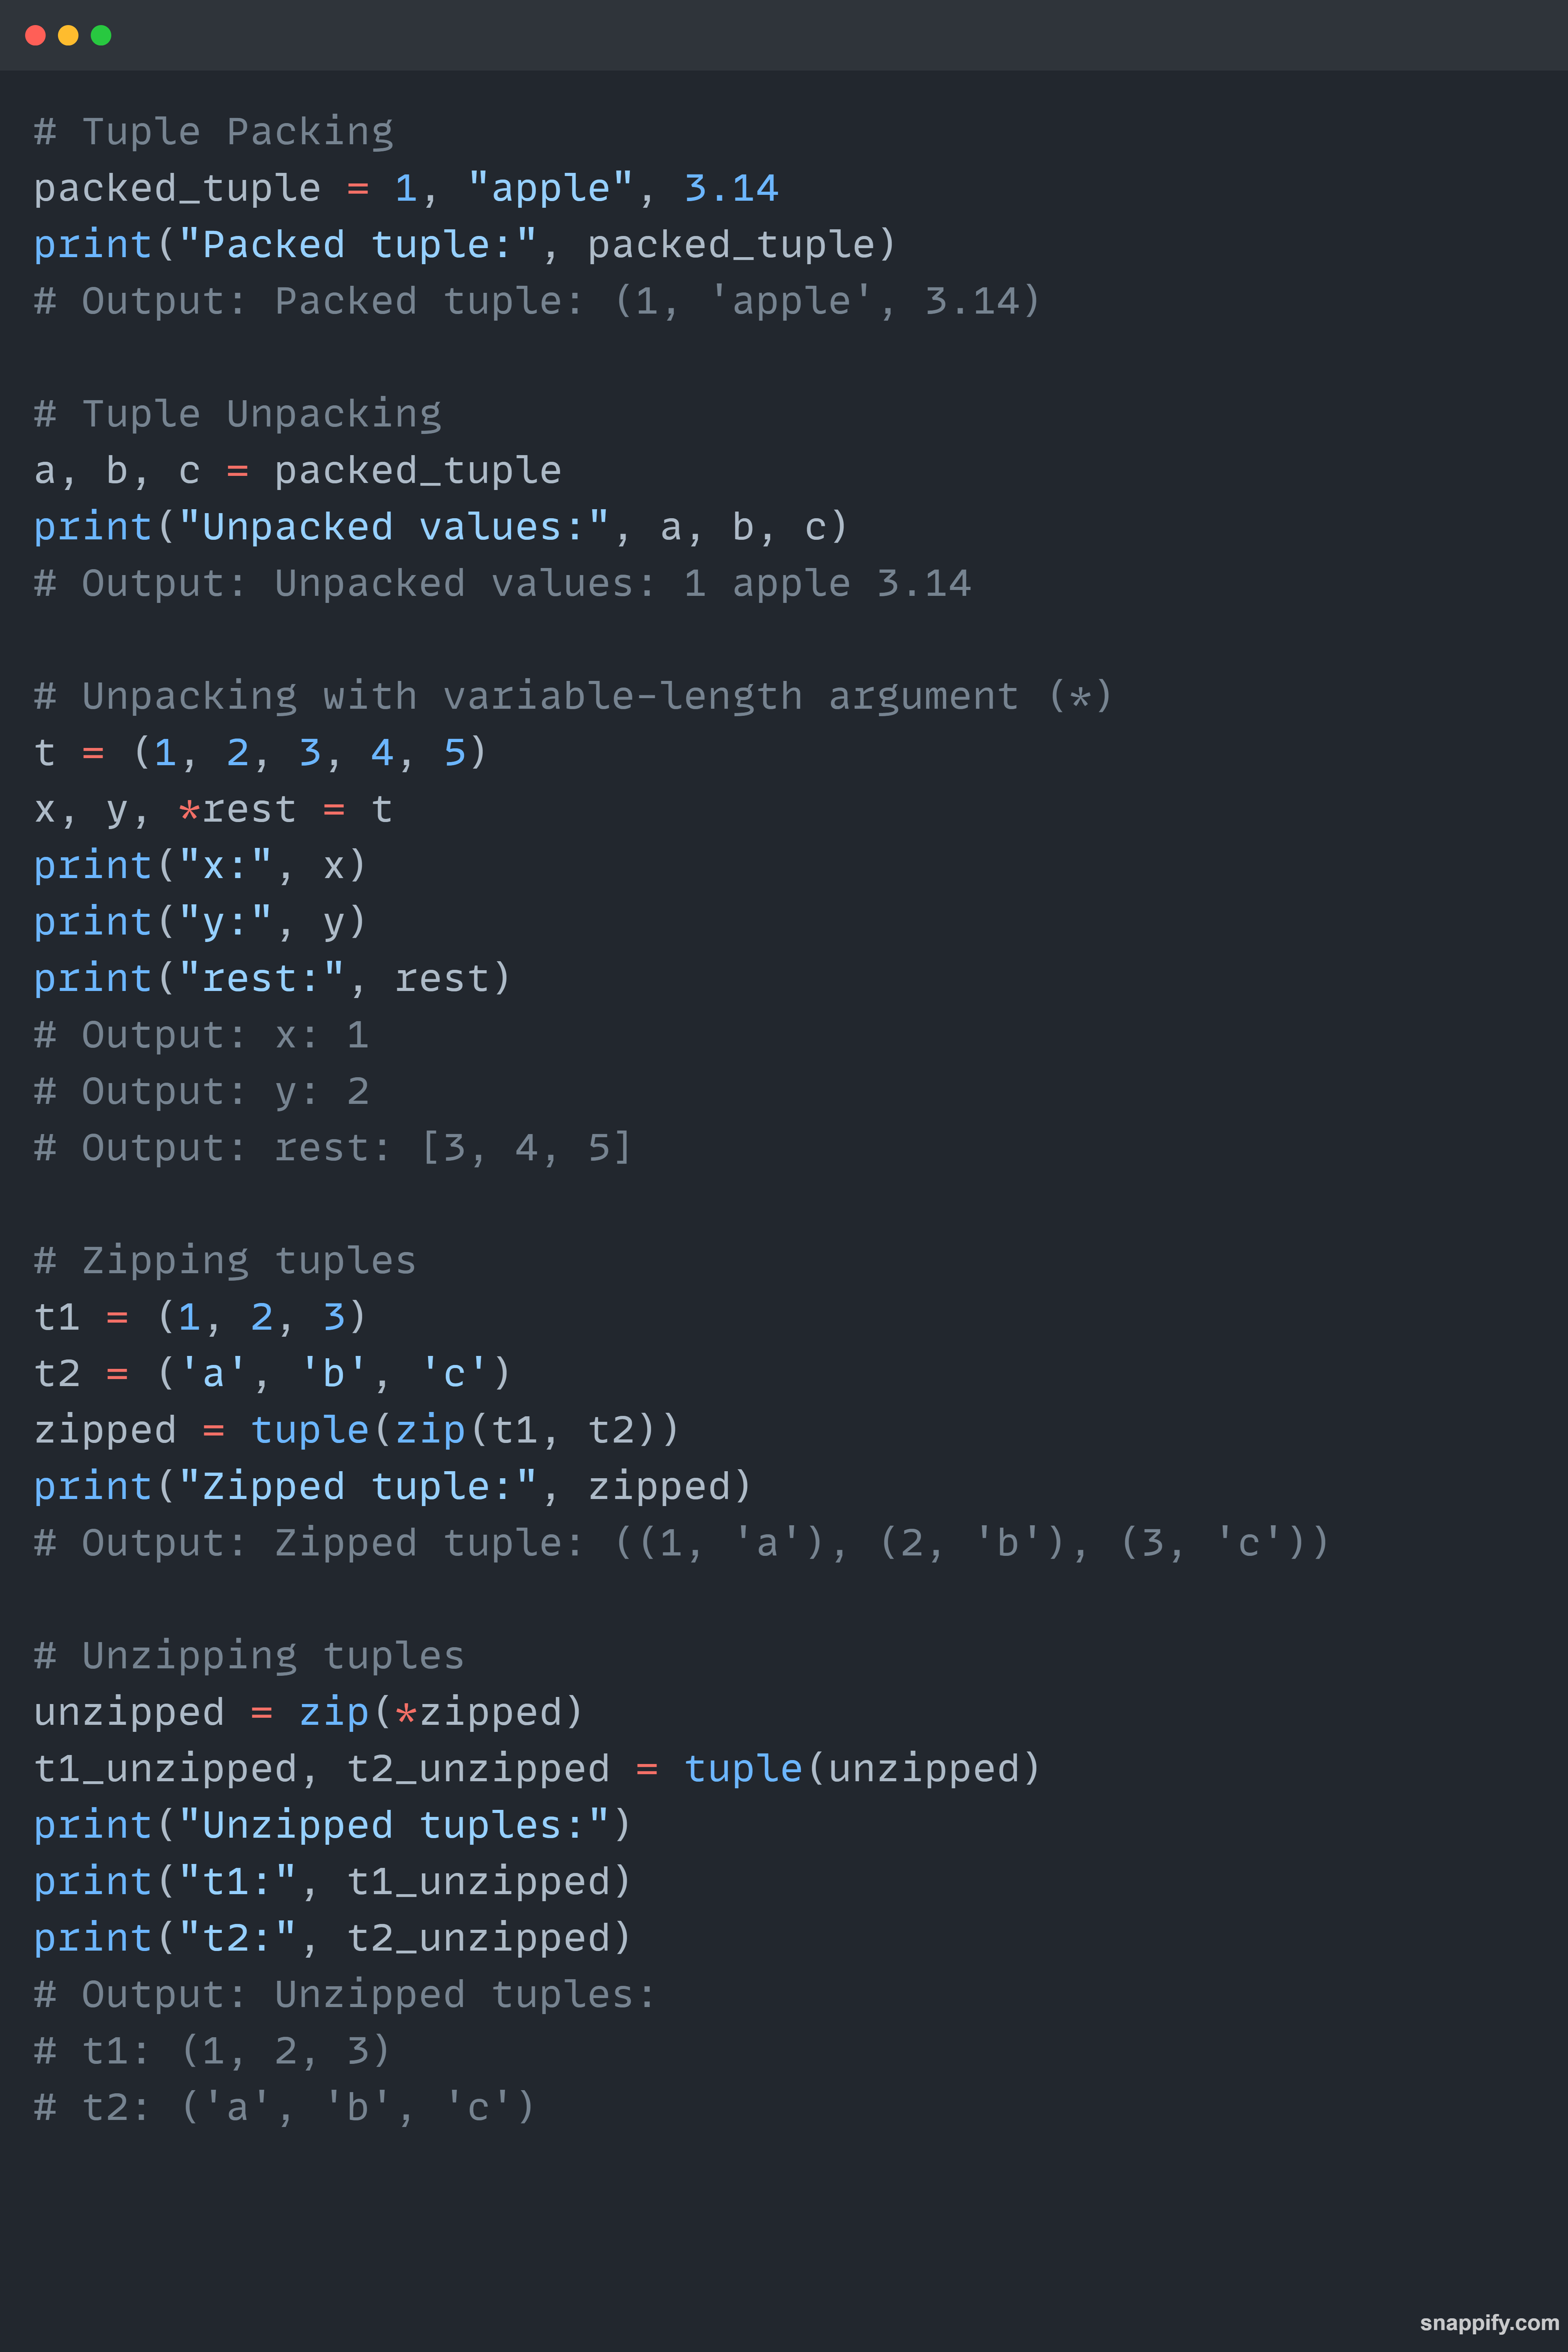 # Tuple Packing
packed_tuple = 1, "apple", 3.14
print("Packed tuple:", packed_tuple)
# Output: Packed tuple: (1, 'apple', 3.14)

# Tuple Unpacking
a, b, c = packed_tuple
print("Unpacked values:", a, b, c)
# Output: Unpacked values: 1 apple 3.14

# Unpacking with variable-length argument (*)
t = (1, 2, 3, 4, 5)
x, y, *rest = t
print("x:", x)
print("y:", y)
print("rest:", rest)
# Output: x: 1
# Output: y: 2
# Output: rest: [3, 4, 5]

# Zipping tuples
t1 = (1, 2, 3)
t2 = ('a', 'b', 'c')
zipped = tuple(zip(t1, t2))
print("Zipped tuple:", zipped)
# Output: Zipped tuple: ((1, 'a'), (2, 'b'), (3, 'c'))

# Unzipping tuples
unzipped = zip(*zipped)
t1_unzipped, t2_unzipped = tuple(unzipped)
print("Unzipped tuples:")
print("t1:", t1_unzipped)
print("t2:", t2_unzipped)
# Output: Unzipped tuples:
# t1: (1, 2, 3)
# t2: ('a', 'b', 'c')
snappify.com